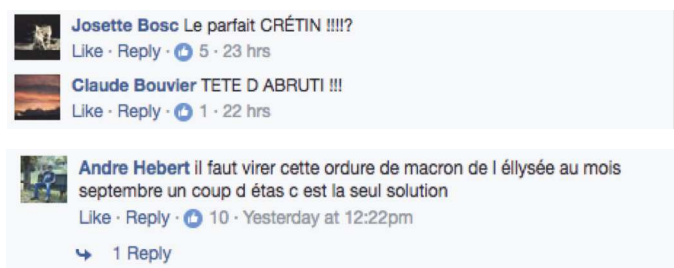 Josette Bosc Le parfait CRÉTIN !!!!?
Like · Reply · 5 · 23 hrs
Claude Bouvier TETE D ABRUTI !!!
Like · Reply · 1 · 22 hrs
Andre Hebert il faut virer cette ordure de macron de l éllysée au mois
septembre un coup d étas c est la seul solution
Like · Reply · 10 · Yesterday at 12:22pm
1 Reply